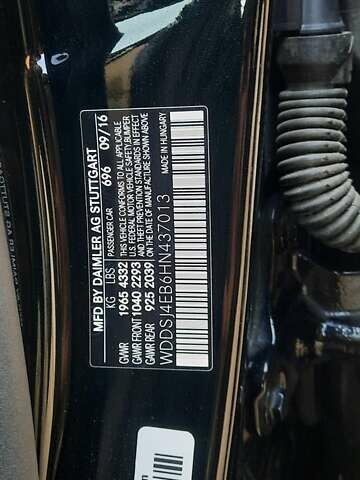 MFD BY DAIMLER AG STUTTGART
PASSENGER CAR 696 09/16
KG LBS
GVWR 1965 4332
GAWR FRONT 1040 2293
GAWR REAR 925 2039
THIS VEHICLE CONFORMS TO ALL APPLICABLE
U.S. FEDERAL MOTOR VEHICLE SAFETY BUMPER
AND THEFT PREVENTION STANDARDS IN EFFECT
ON THE DATE OF MANUFACTURE SHOWN ABOVE
MADE IN HUNGARY
WDDSJ4EB6HN437013